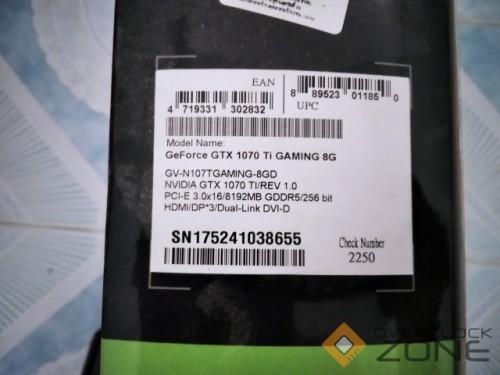 EAN
4 719331 302832
8 89523 01185 0
UPC
Model Name:
GeForce GTX 1070 Ti GAMING 8G
GV-N107TGAMING-8GD
NVIDIA GTX 1070 TI/REV 1.0
PCI-E 3.0x16/8192MB GDDR5/256 bit
HDMI/DP*3/Dual-Link DVI-D
SN175241038655
Check Number
2250
OVERCLOCK
ZONE